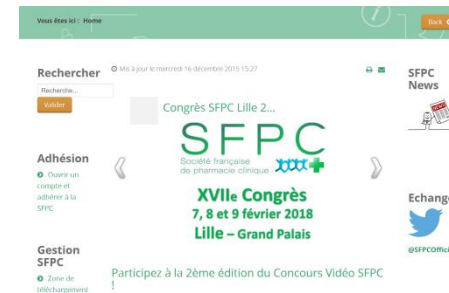 Vous êtes ici : Home
Back
Rechercher
Recherche...
Valider
Adhésion
Ouvrir un
compte et
adhérer à la
SFPC
Gestion
SFPC
Zone de
téléchargement
Mis à jour le mercredi 16 décembre 2015 15:27
Congrès SFPC Lille 2...
SFPC
Société française
de pharmacie clinique
XVIIe Congrès
7, 8 et 9 février 2018
Lille – Grand Palais
Participez à la 2ème édition du Concours Vidéo SFPC
!
SFPC
News
NEWS
Echange
@SFPCOffici